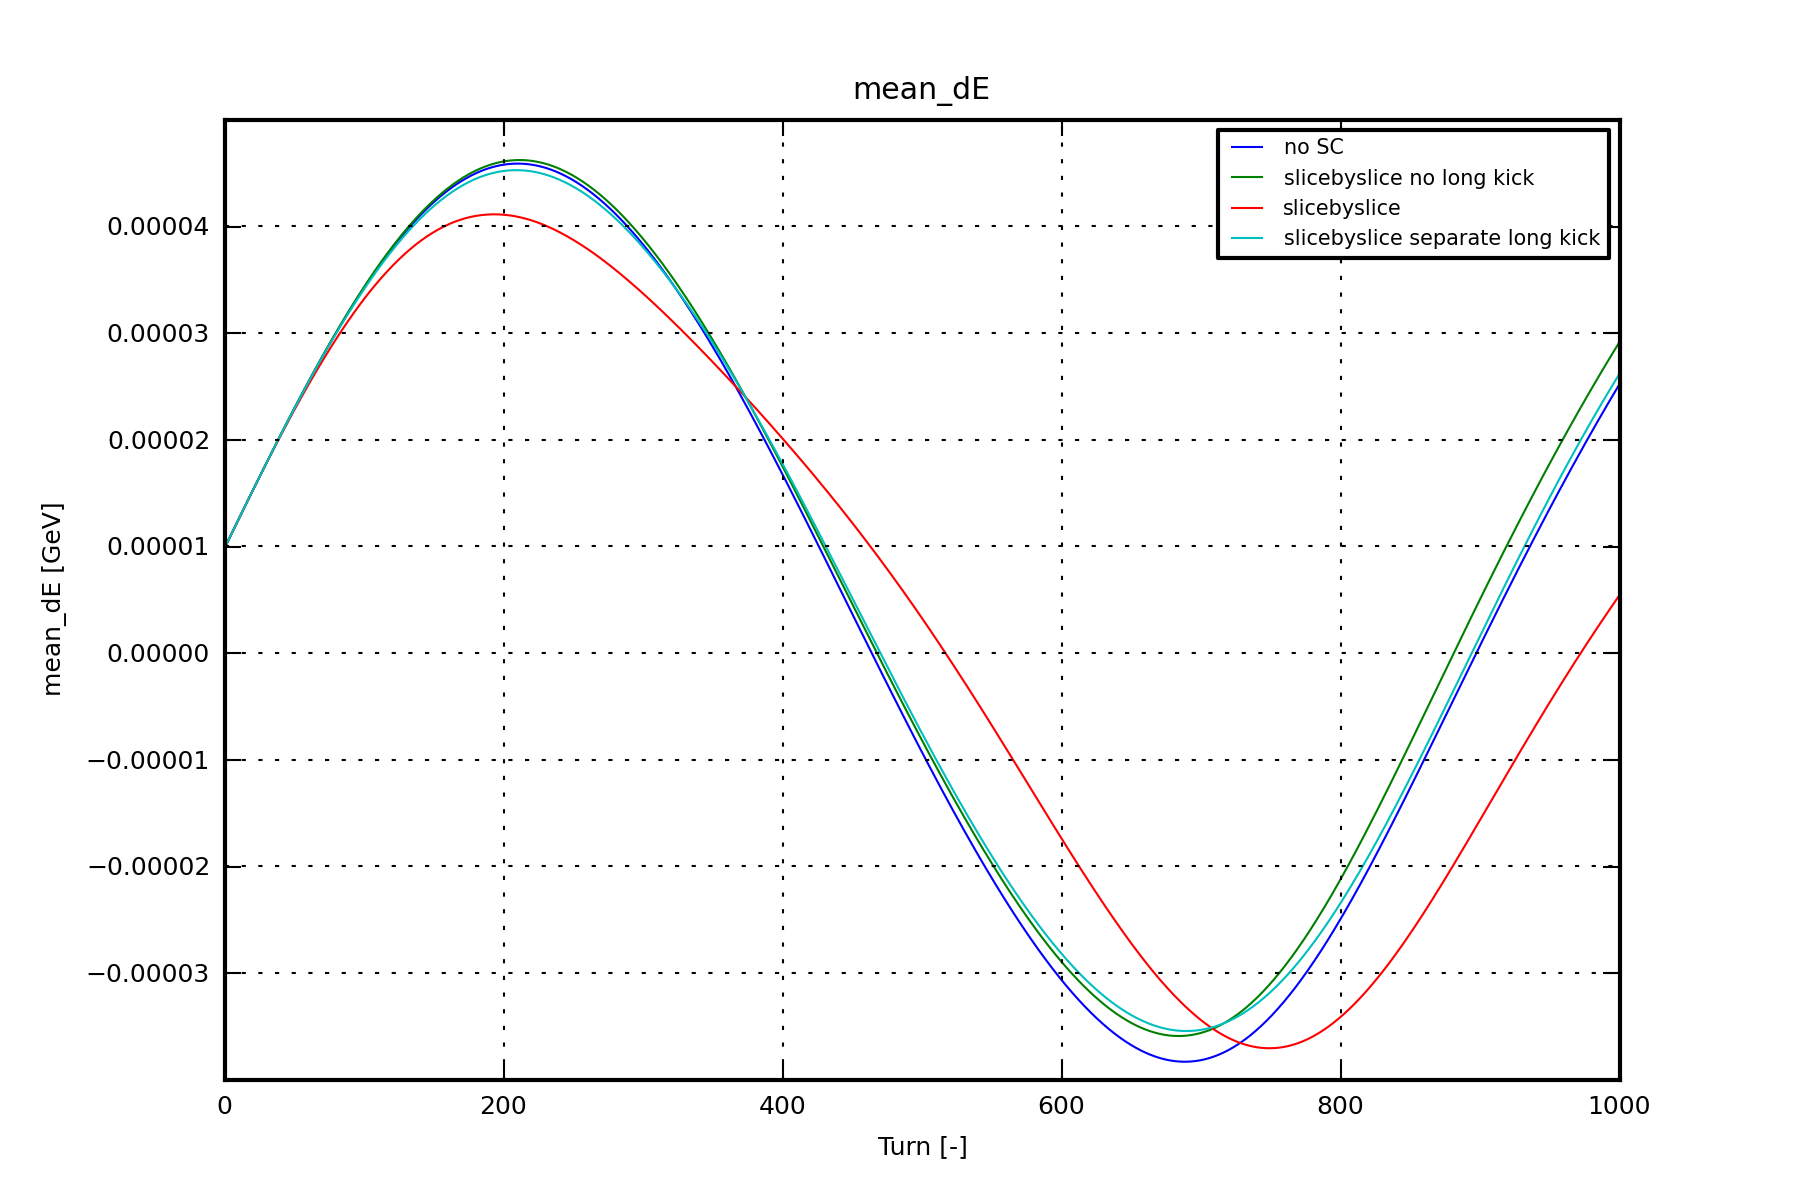 mean_dE
no SC
slicebyslice no long kick
slicebyslice
slicebyslice separate long kick
0.00004
0.00003
0.00002
0.00001
0.00000
−0.00001
−0.00002
−0.00003
mean_dE [GeV]
0 200 400 600 800 1000
Turn [-]